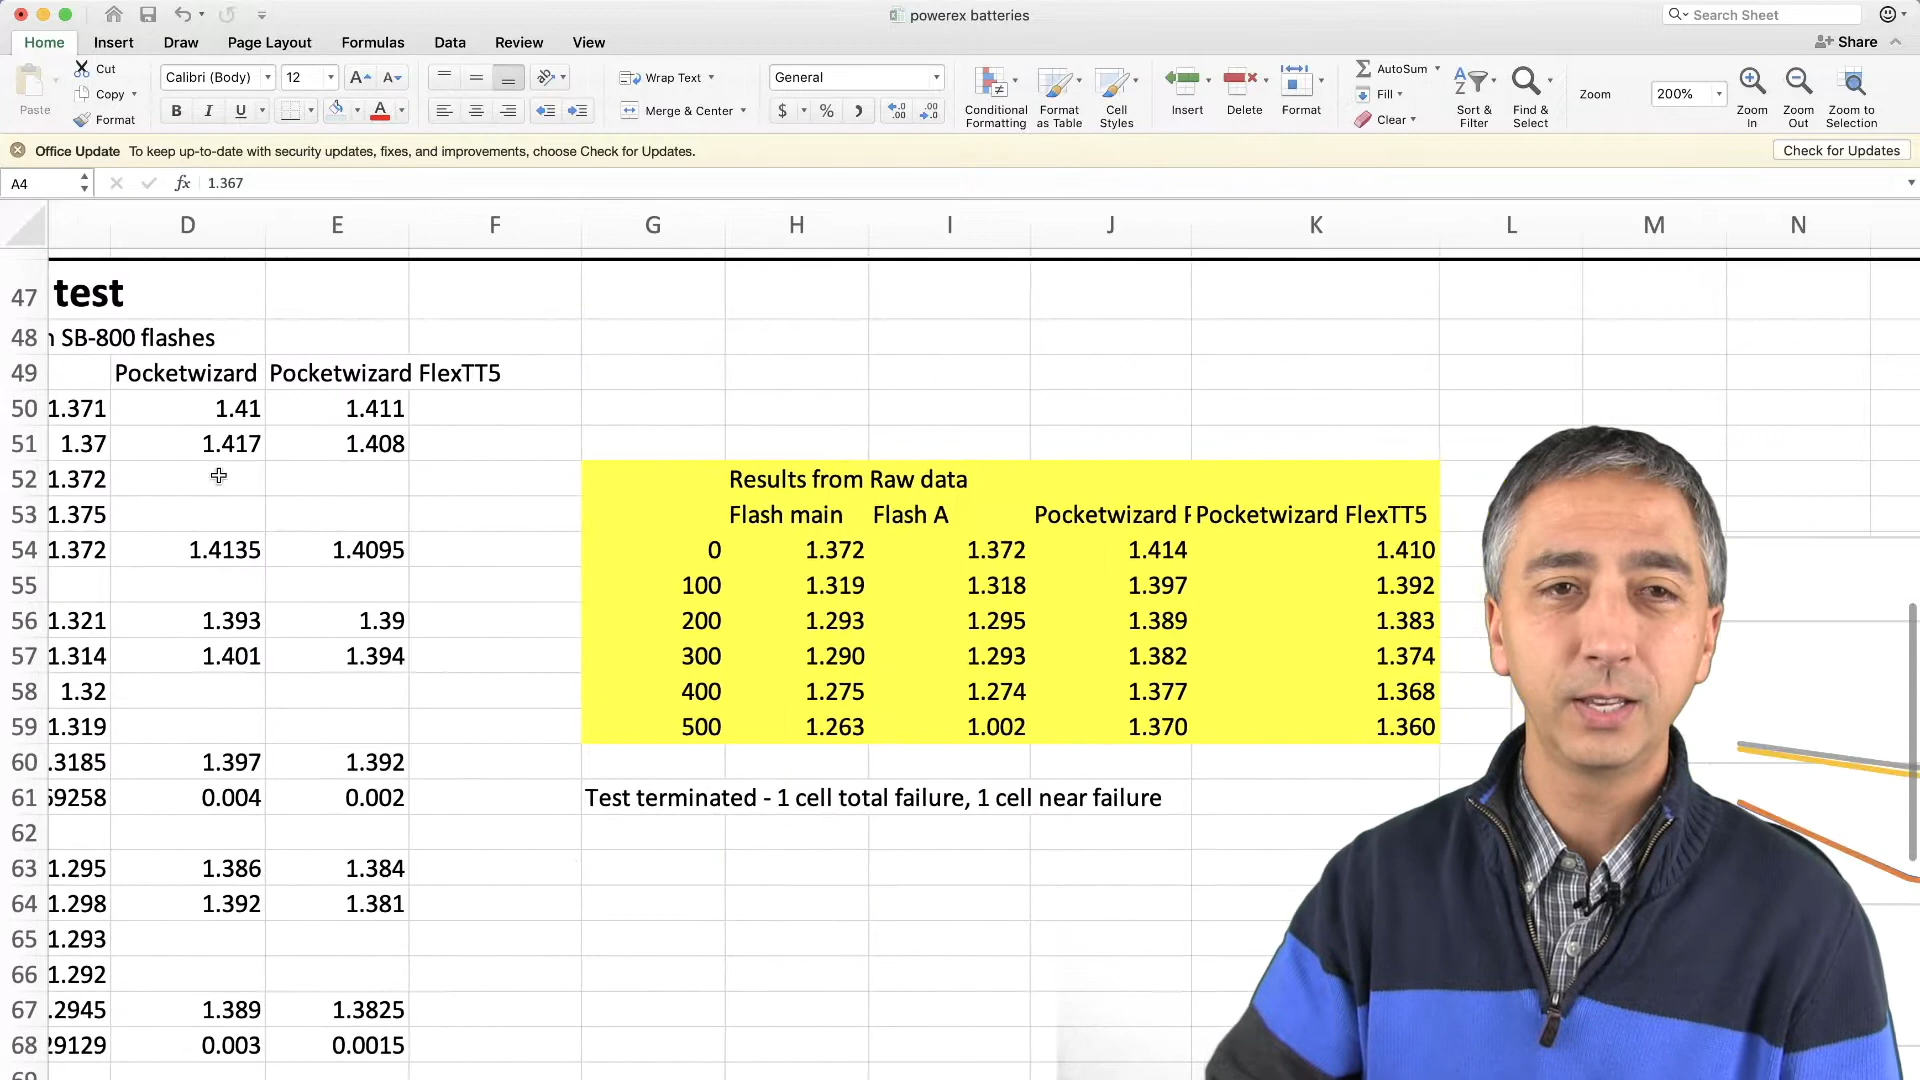 powerex batteries
Search Sheet
Home Insert Draw Page Layout Formulas Data Review View
Share
Paste
Cut
Copy
Format
Calibri (Body) 12 A A
B I U A
Wrap Text
Merge & Center
General
$ % ,
Conditional Formatting
Format as Table
Cell Styles
Insert
Delete
Format
AutoSum
Fill
Clear
Sort & Filter
Find & Select
Zoom
200%
Zoom In
Zoom Out
Zoom to Selection
Office Update To keep up-to-date with security updates, fixes, and improvements, choose Check for Updates.
Check for Updates
A4 fx 1.367
D E F G H I J K L M N
47 test
48 SB-800 flashes
49 Pocketwizard Pocketwizard FlexTT5
50 1.371 1.41 1.411
51 1.37 1.417 1.408
52 1.372 Results from Raw data
53 1.375 Flash main Flash A Pocketwizard Pocketwizard FlexTT5
54 1.372 1.4135 1.4095 0 1.372 1.372 1.414 1.410
55 100 1.319 1.318 1.397 1.392
56 1.321 1.393 1.39 200 1.293 1.295 1.389 1.383
57 1.314 1.401 1.394 300 1.290 1.293 1.382 1.374
58 1.32 400 1.275 1.274 1.377 1.368
59 1.319 500 1.263 1.002 1.370 1.360
60 .3185 1.397 1.392
61 59258 0.004 0.002 Test terminated - 1 cell total failure, 1 cell near failure
62
63 1.295 1.386 1.384
64 1.298 1.392 1.381
65 1.293
66 1.292
67 .2945 1.389 1.3825
68 29129 0.003 0.0015